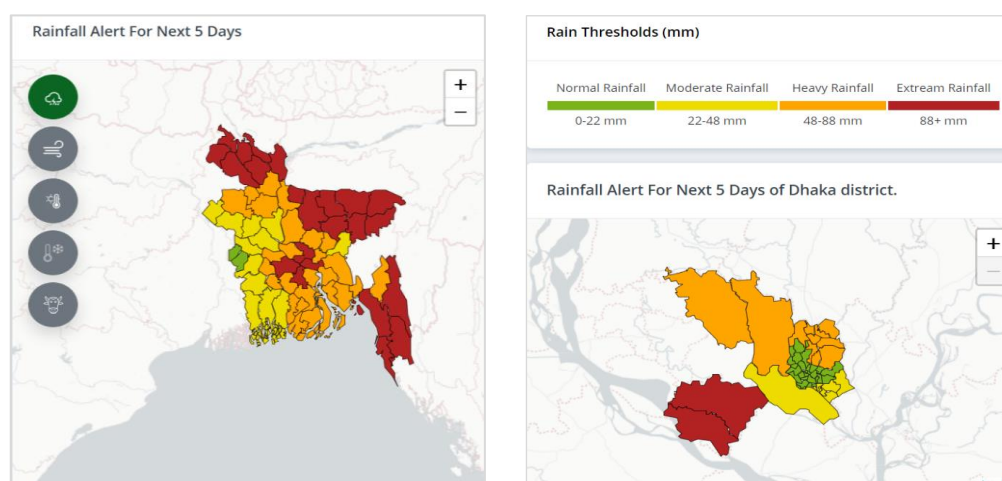 Rainfall Alert For Next 5 Days
+
−
Rain Thresholds (mm)
Normal Rainfall Moderate Rainfall Heavy Rainfall Extream Rainfall
0-22 mm 22-48 mm 48-88 mm 88+ mm
Rainfall Alert For Next 5 Days of Dhaka district.
+
−